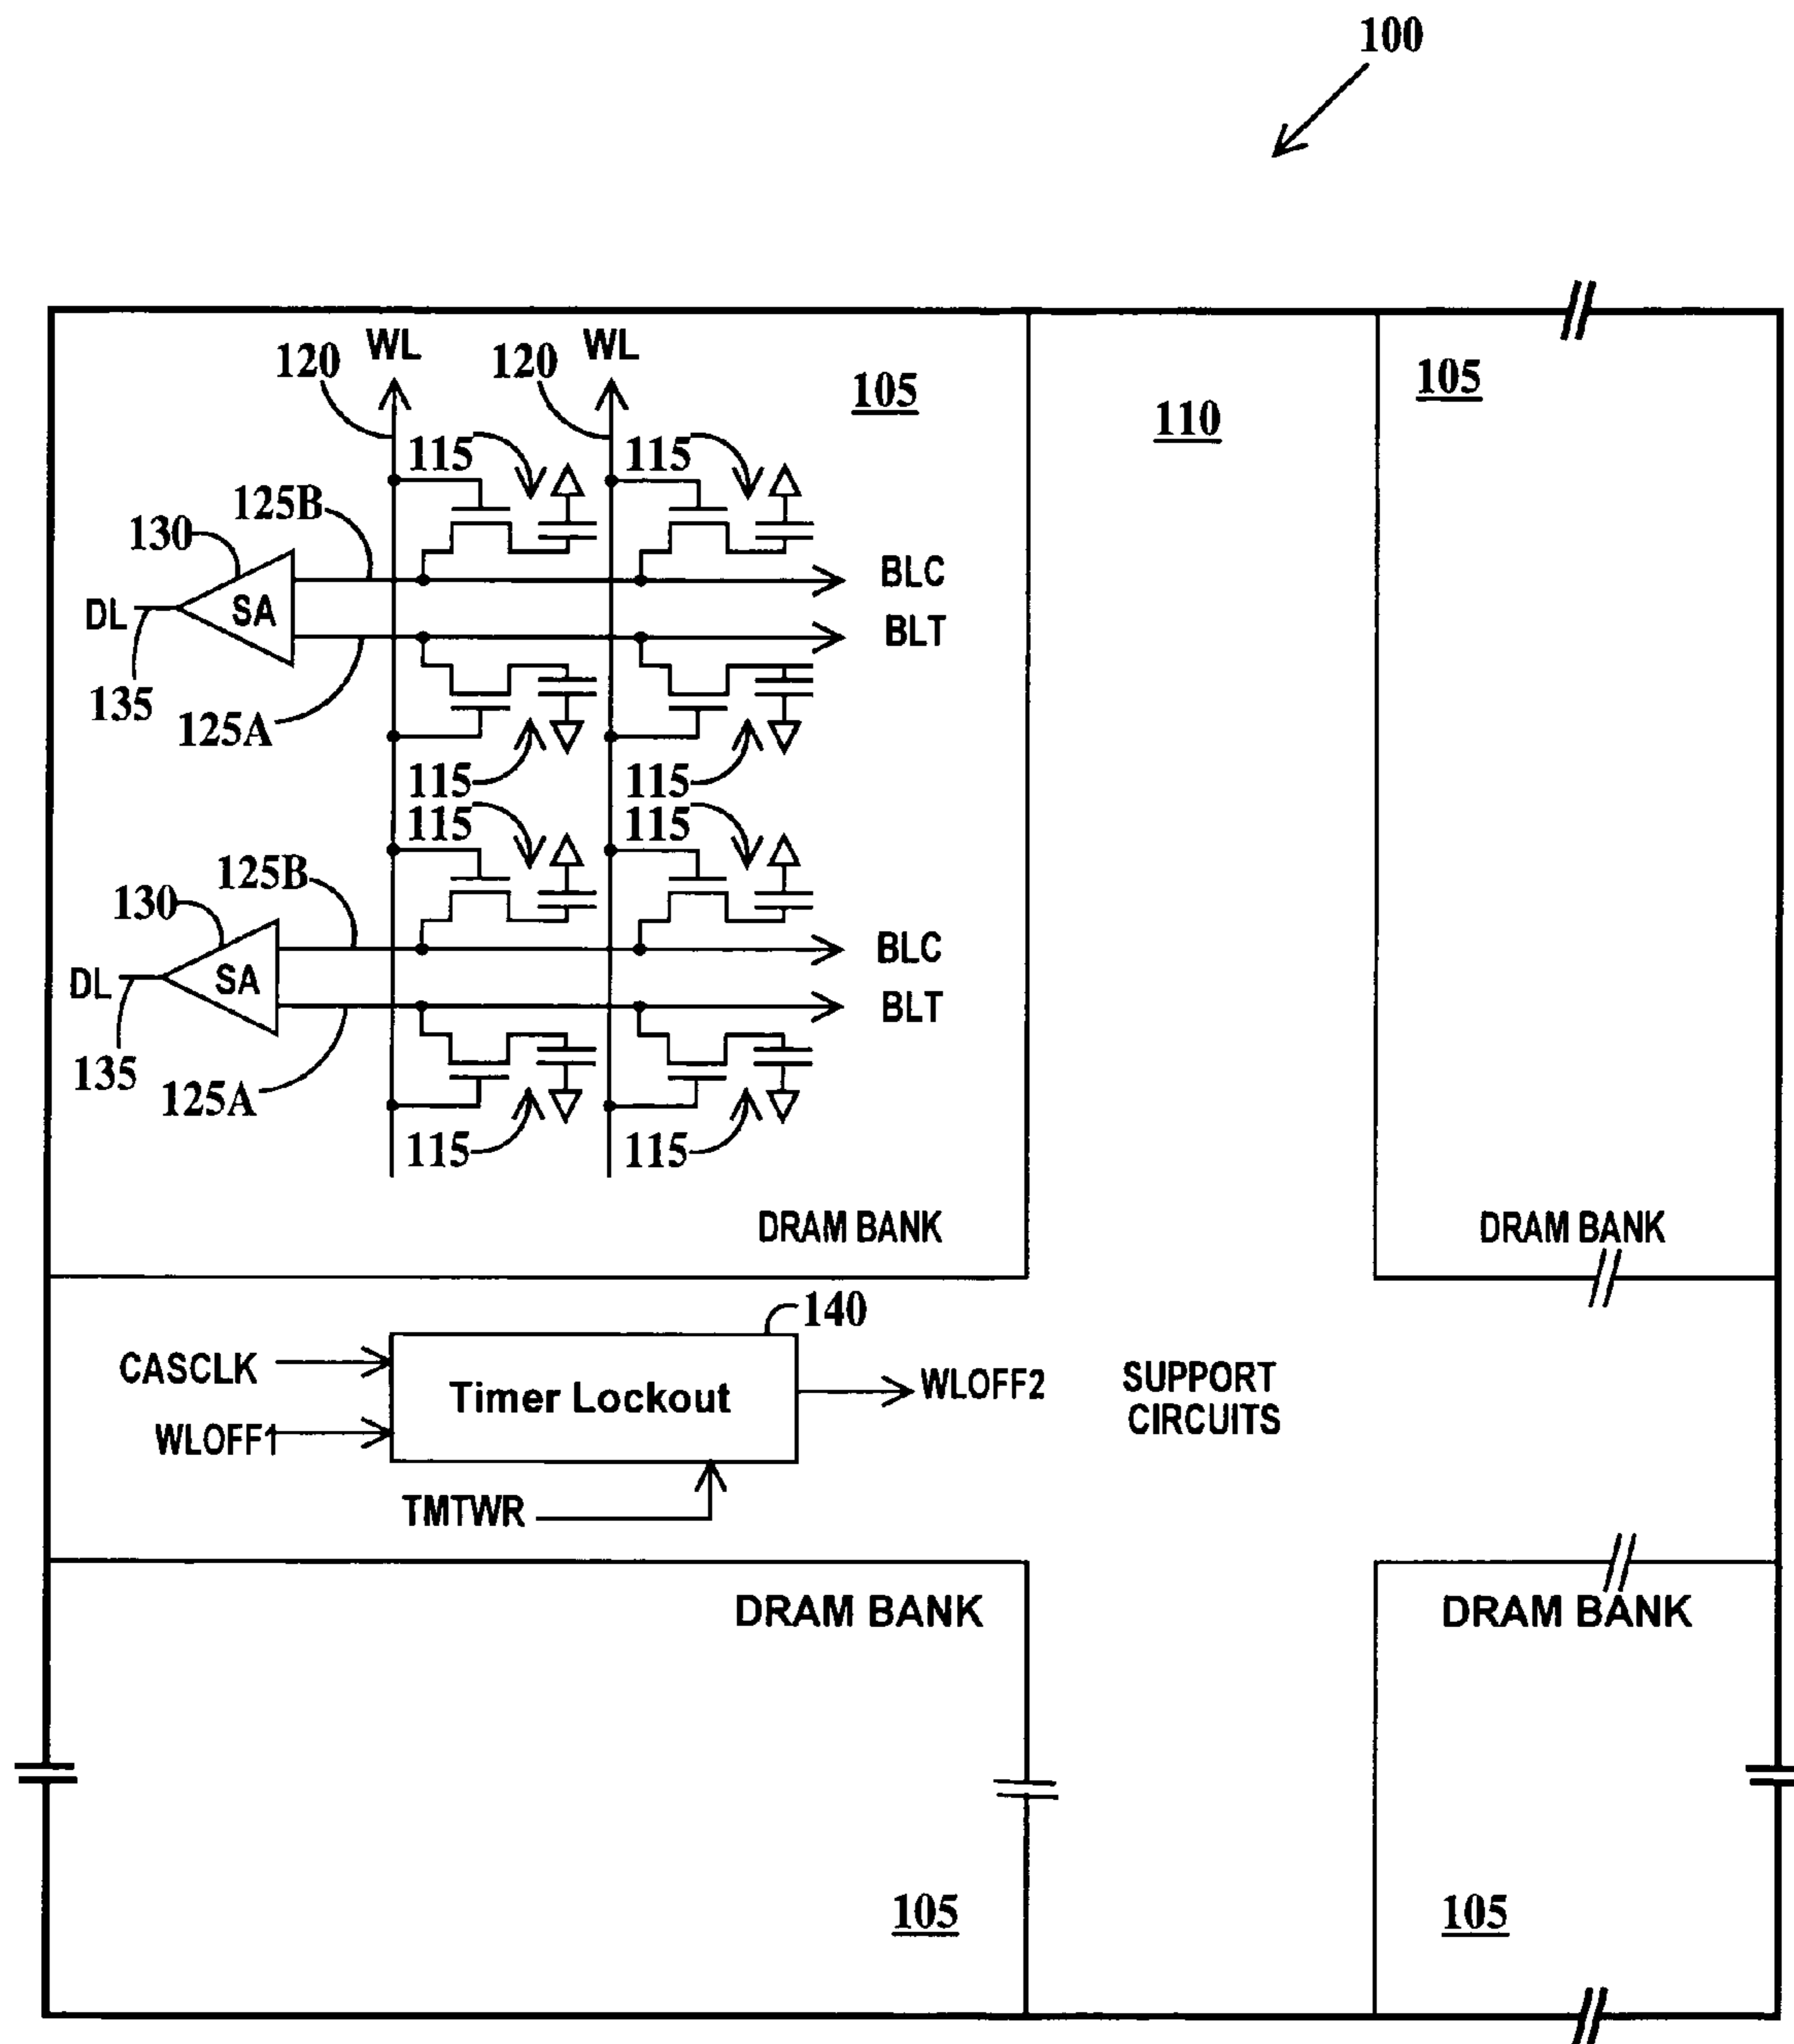 100
WL
WL
120
120
105
105
110
115
115
125B
130
BLC
DL
SA
BLT
135
125A
115
115
115
115
125B
130
BLC
DL
SA
BLT
135
125A
115
115
DRAM BANK
DRAM BANK
140
CASCLK
Timer Lockout
WLOFF2
SUPPORT
CIRCUITS
WLOFF1
TMTWR
DRAM BANK
DRAM BANK
105
105